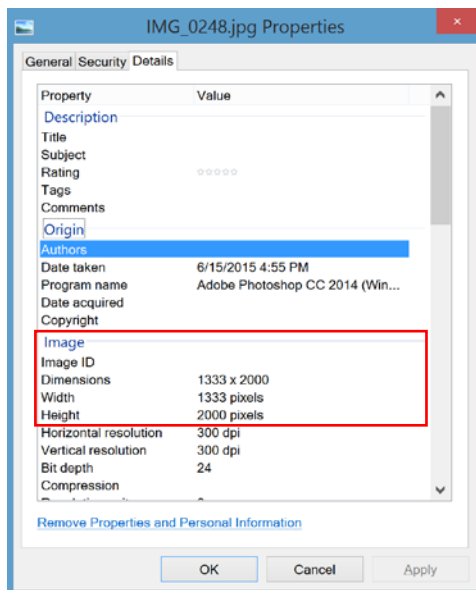 IMG_0248.jpg Properties
General Security Details
Property Value
Description
Title
Subject
Rating
Tags
Comments
Origin
Authors
Date taken 6/15/2015 4:55 PM
Program name Adobe Photoshop CC 2014 (Win...
Date acquired
Copyright
Image
Image ID
Dimensions 1333 x 2000
Width 1333 pixels
Height 2000 pixels
Horizontal resolution 300 dpi
Vertical resolution 300 dpi
Bit depth 24
Compression
Remove Properties and Personal Information
OK Cancel Apply